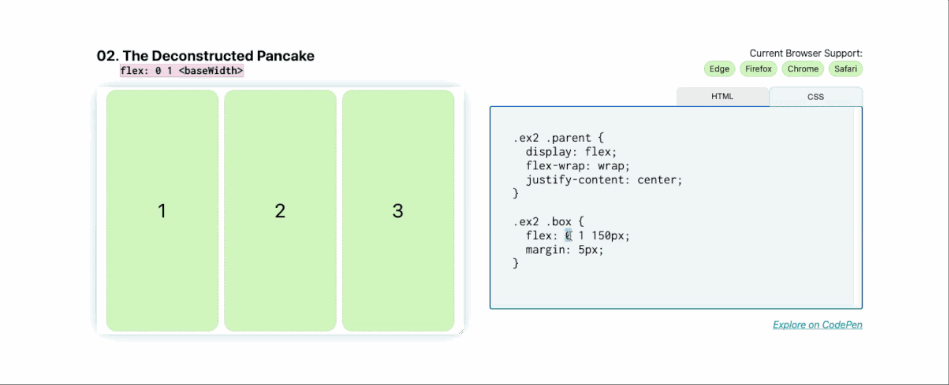 02. The Deconstructed Pancake
flex: 0 1 <baseWidth>
1
2
3
Current Browser Support:
Edge Firefox Chrome Safari
HTML CSS
.ex2 .parent {
display: flex;
flex-wrap: wrap;
justify-content: center;
}
.ex2 .box {
flex: 0 1 150px;
margin: 5px;
}
Explore on CodePen